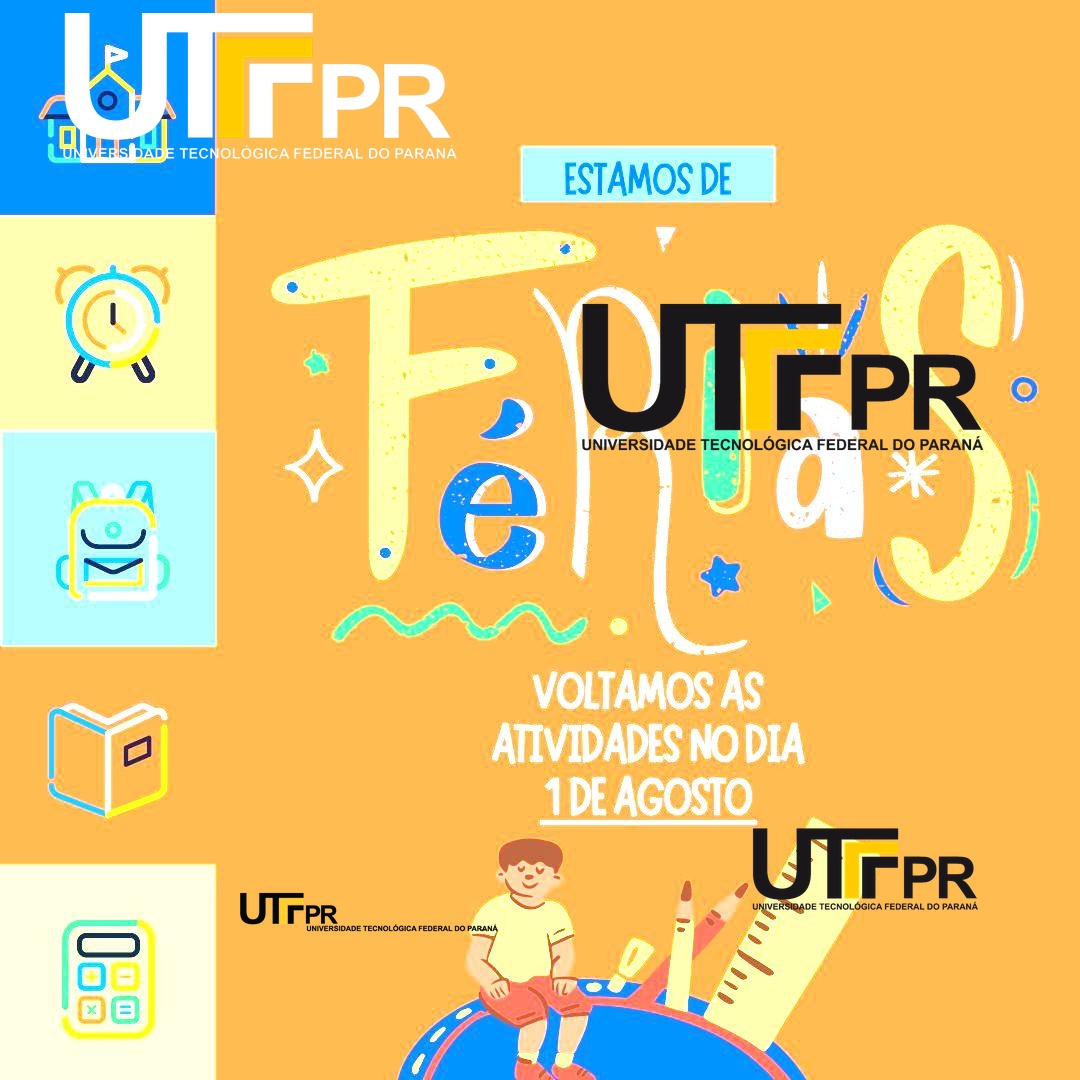 UTFPR
UNIVERSIDADE TECNOLÓGICA FEDERAL DO PARANÁ
ESTAMOS DE
Férias
UTFPR
UNIVERSIDADE TECNOLÓGICA FEDERAL DO PARANÁ
VOLTAMOS AS
ATIVIDADES NO DIA
1 DE AGOSTO
UTFPR
UNIVERSIDADE TECNOLÓGICA FEDERAL DO PARANÁ
UTFPR
UNIVERSIDADE TECNOLÓGICA FEDERAL DO PARANÁ